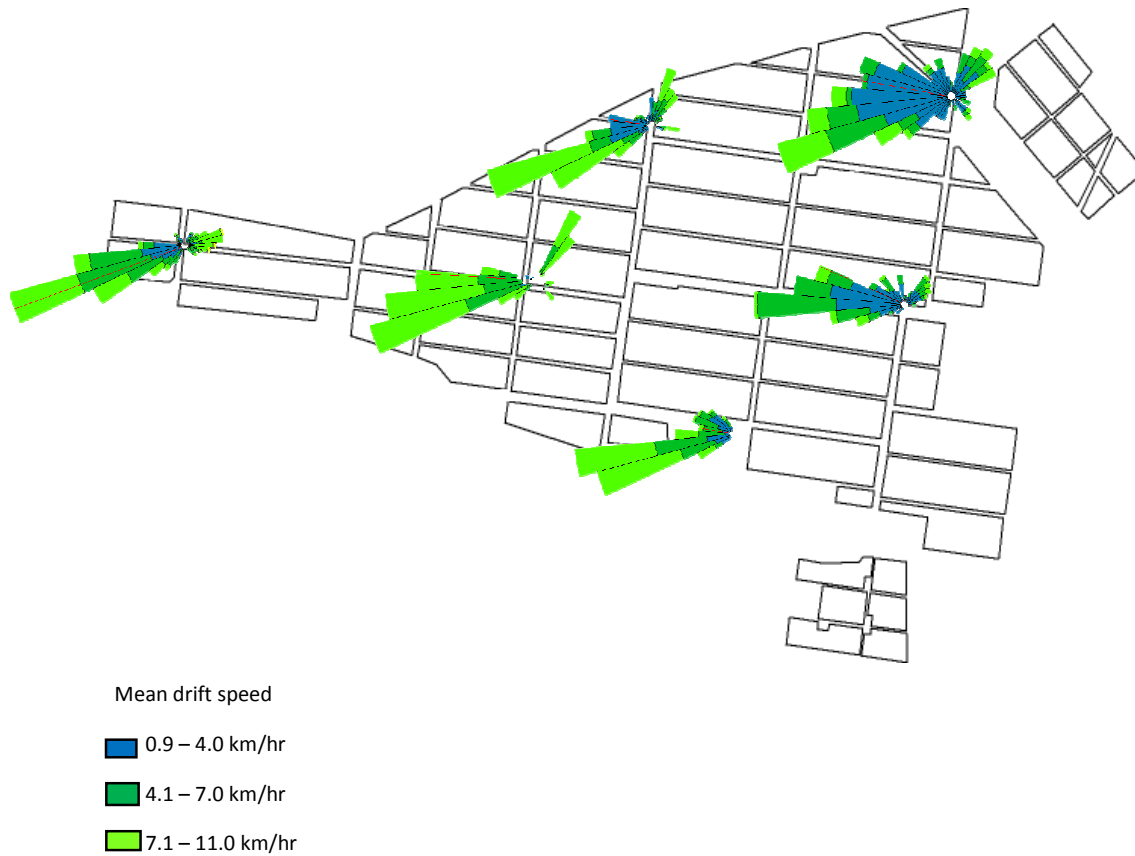 Mean drift speed
0.9 – 4.0 km/hr
4.1 – 7.0 km/hr
7.1 – 11.0 km/hr